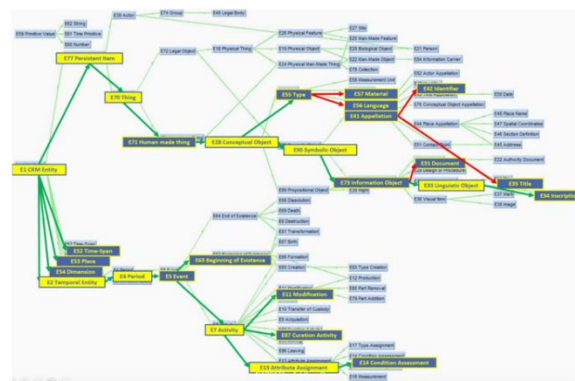 E39 Actor
E74 Group
E40 Legal Body
E62 String
E59 Primitive Value
E61 Time Primitive
E60 Number
E77 Persistent Item
E72 Legal Object
E18 Physical Thing
E26 Physical Feature
E27 Site
E25 Man-Made Feature
E19 Physical Object
E20 Biological Object
E21 Person
E24 Physical Man-Made Thing
E22 Man-Made Object
E84 Information Carrier
E78 Collection
E58 Measurement Unit
E82 Actor Appellation
E70 Thing
E55 Type
E57 Material
E42 Identifier
E56 Language
E41 Appellation
E50 Date
E75 Conceptual Object Appellation
E44 Place Appellation
E48 Place Name
E47 Spatial Coordinates
E46 Section Definition
E45 Address
E71 Human made thing
E28 Conceptual Object
E90 Symbolic Object
E31 Document
E32 Authority Document
E1 CRM Entity
E73 Information Object
E33 Linguistic Object
E35 Title
E34 Inscription
E36 Visual Item
E37 Mark
E38 Image
E89 Propositional Object
E30 Right
E68 Dissolution
E64 End of Existence
E69 Death
E6 Destruction
E81 Transformation
E67 Birth
E52 Time-Span
E53 Place
E54 Dimension
E63 Beginning of Existence
E2 Temporal Entity
E4 Period
E5 Event
E66 Formation
E65 Creation
E83 Type Creation
E12 Production
E11 Modification
E80 Part Removal
E79 Part Addition
E10 Transfer of Custody
E8 Acquisition
E7 Activity
E87 Curation Activity
E86 Leaving
E13 Attribute Assignment
E17 Type Assignment
E14 Condition Assessment
E16 Measurement